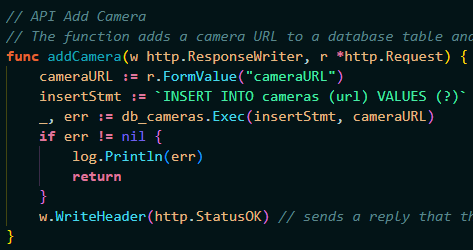 // API Add Camera
// The function adds a camera URL to a database table and
func addCamera(w http.ResponseWriter, r *http.Request) {
    cameraURL := r.FormValue("cameraURL")
    insertStmt := `INSERT INTO cameras (url) VALUES (?)`
    _, err := db_cameras.Exec(insertStmt, cameraURL)
    if err != nil {
        log.Println(err)
        return
    }
    w.WriteHeader(http.StatusOK) // sends a reply that th
}